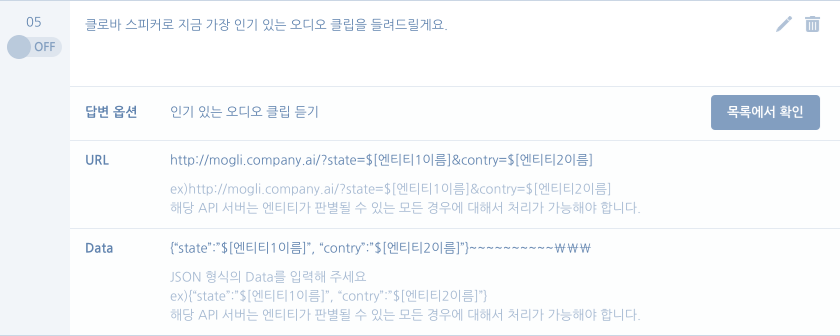 05
OFF
클로바 스피커로 지금 가장 인기 있는 오디오 클립을 들려드릴게요.
답변 옵션 인기 있는 오디오 클립 듣기 목록에서 확인
URL http://mogli.company.ai/?state=$[엔티티1이름]&contry=$[엔티티2이름]
ex)http://mogli.company.ai/?state=$[엔티티1이름]&contry=$[엔티티2이름]
해당 API 서버는 엔티티가 판별될 수 있는 모든 경우에 대해서 처리가 가능해야 합니다.
Data {“state”:”$[엔티티1이름]”, “contry”:”$[엔티티2이름]”}~~~~~~~~~~₩₩₩
JSON 형식의 Data를 입력해 주세요
ex){“state”:”$[엔티티1이름]”, “contry”:”$[엔티티2이름]”}
해당 API 서버는 엔티티가 판별될 수 있는 모든 경우에 대해서 처리가 가능해야 합니다.